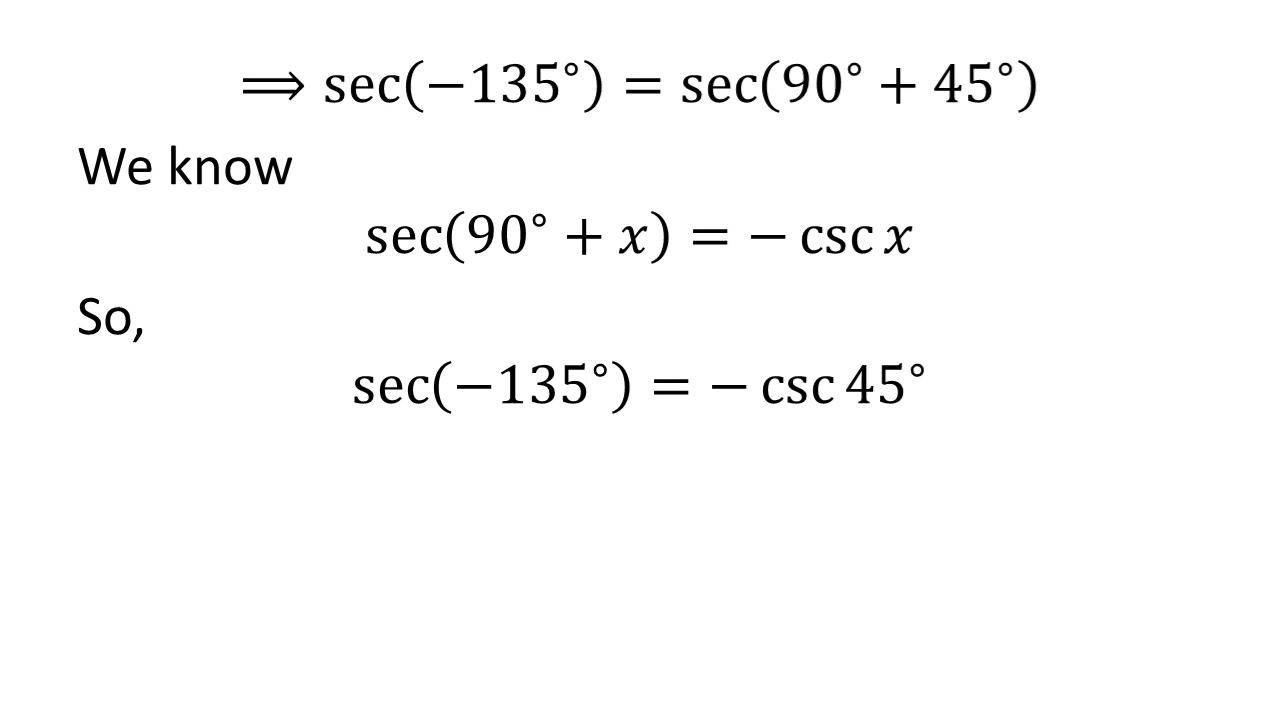 ⟹ sec(−135°) = sec(90° + 45°)
We know
sec(90° + x) = − csc x
So,
sec(−135°) = − csc 45°